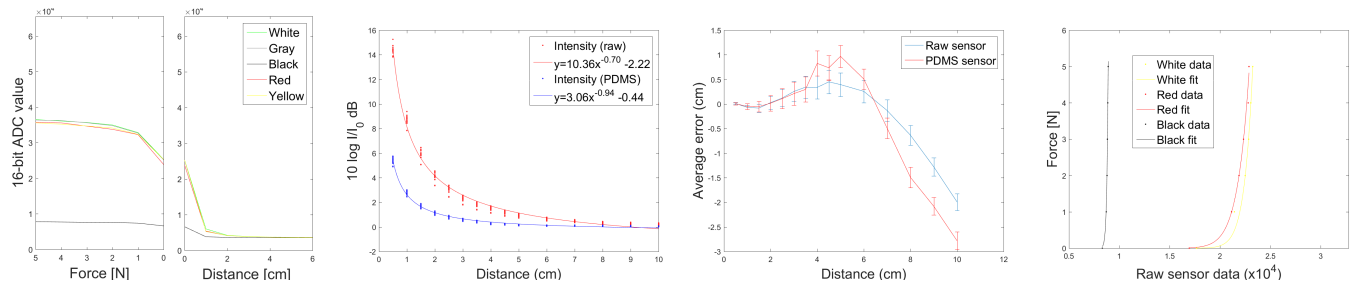 ×10⁴
×10⁴
6
5
4
3
2
1
0
16-bit ADC value
5 4 3 2 1 0
Force [N]
6
5
4
3
2
1
0
White
Gray
Black
Red
Yellow
0 2 4 6
Distance [cm]
16
14
12
10
8
6
4
2
0
-2
10 log I/I₀ dB
Intensity (raw)
y=10.36x⁻⁰·⁷⁰ -2.22
Intensity (PDMS)
y=3.06x⁻⁰·⁹⁴ -0.44
0 1 2 3 4 5 6 7 8 9 10
Distance (cm)
1.5
1
0.5
0
-0.5
-1
-1.5
-2
-2.5
-3
Average error (cm)
Raw sensor
PDMS sensor
0 2 4 6 8 10 12
Distance (cm)
6
5
4
3
2
1
0
Force [N]
White data
White fit
Red data
Red fit
Black data
Black fit
0.5 1 1.5 2 2.5 3
Raw sensor data (x10⁴)